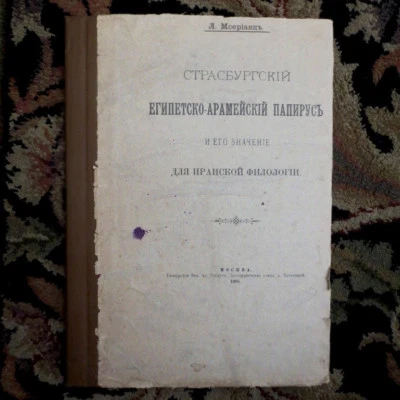 Л. Мсеріанцъ.
СТРАСБУРГСКІЙ
ЕГИПЕТСКО-АРАМЕЙСКІЙ ПАПИРУСЪ
И ЕГО ЗНАЧЕНІЕ
ДЛЯ ИРАНСКОЙ ФИЛОЛОГІИ.
МОСКВА.